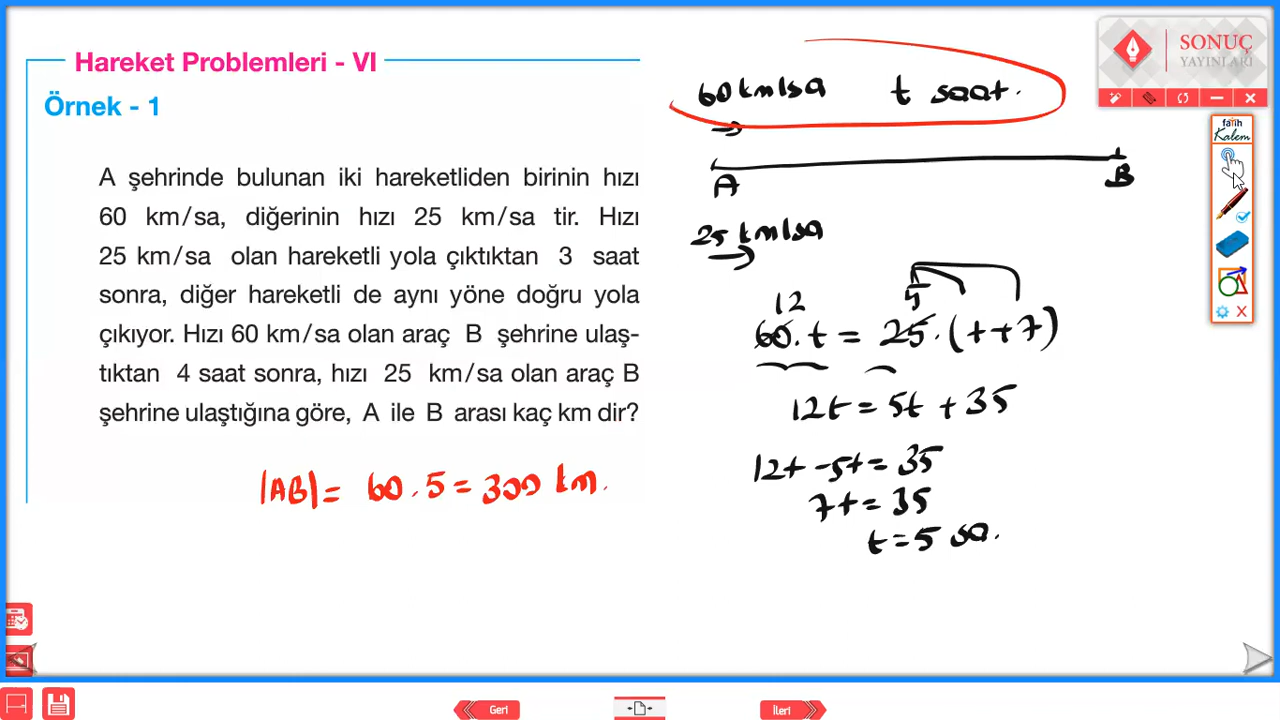 Hareket Problemleri - VI
Örnek - 1
A şehrinde bulunan iki hareketliden birinin hızı
60 km/sa, diğerinin hızı 25 km/sa tir. Hızı
25 km/sa olan hareketli yola çıktıktan 3 saat
sonra, diğer hareketli de aynı yöne doğru yola
çıkıyor. Hızı 60 km/sa olan araç B şehrine ulaş-
tıktan 4 saat sonra, hızı 25 km/sa olan araç B
şehrine ulaştığına göre, A ile B arası kaç km dir?
|AB| = 60.5 = 300 km.
60 km/sa t saat.
A B
25 km/sa
12 5
60.t = 25.(t+7)
12t = 5t + 35
12t - 5t = 35
7t = 35
t = 5 sa.
SONUÇ
YAYINLARI
fatih
Kalem
Geri
İleri